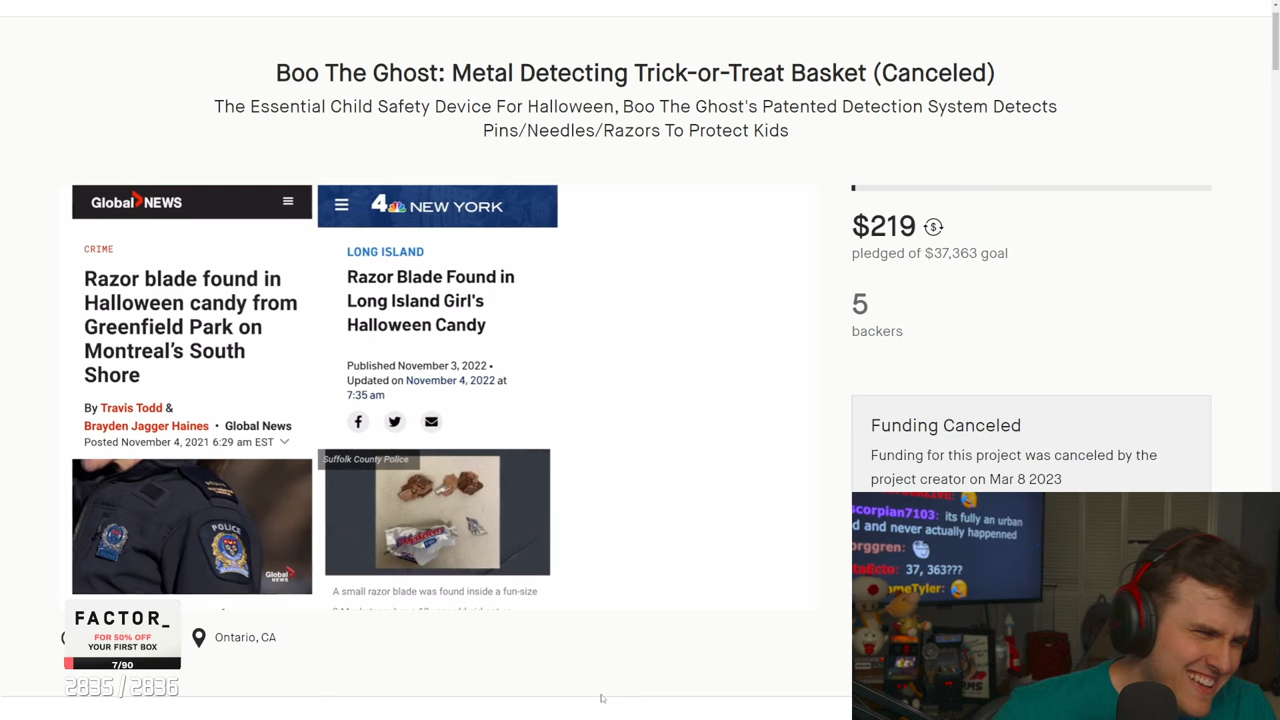 Boo The Ghost: Metal Detecting Trick-or-Treat Basket (Canceled)
The Essential Child Safety Device For Halloween, Boo The Ghost's Patented Detection System Detects
Pins/Needles/Razors To Protect Kids
Global NEWS
CRIME
Razor blade found in
Halloween candy from
Greenfield Park on
Montreal's South
Shore
By Travis Todd &
Brayden Jagger Haines • Global News
Posted November 4, 2021 6:29 am EST
POLICE
Global
NEWS
4 NEW YORK
LONG ISLAND
Razor Blade Found in
Long Island Girl's
Halloween Candy
Published November 3, 2022 •
Updated on November 4, 2022 at
7:35 am
Suffolk County Police
A small razor blade was found inside a fun-size
$219
pledged of $37,363 goal
5
backers
Funding Canceled
Funding for this project was canceled by the
project creator on Mar 8 2023
scorpian7103: its fully an urban
and never actually happened
orggren:
37, 363???
meTyler:
FACTOR_
FOR 50% OFF
YOUR FIRST BOX
7/90
2835 / 2836
Ontario, CA